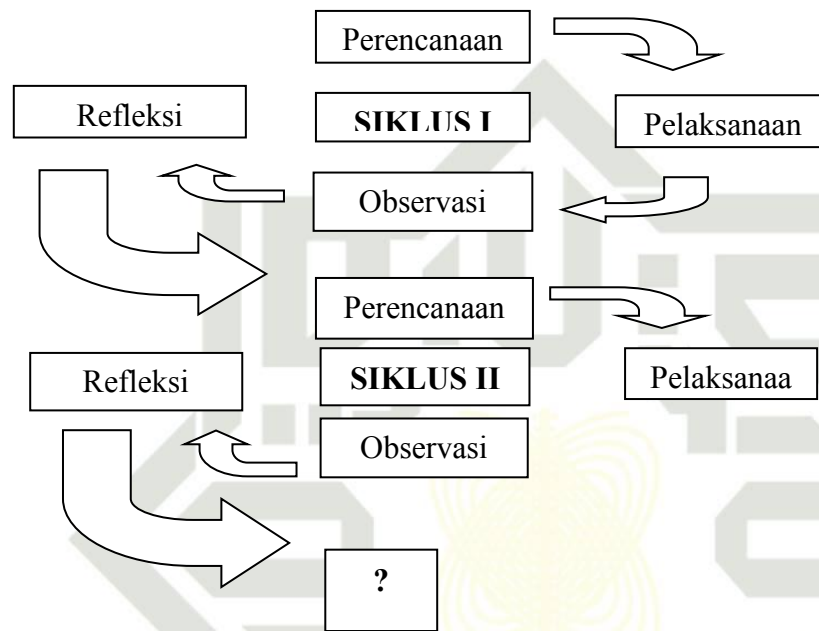 Perencanaan
Refleksi
SIKLUS I
Pelaksanaan
Observasi
Perencanaan
Refleksi
SIKLUS II
Pelaksanaa
Observasi
?